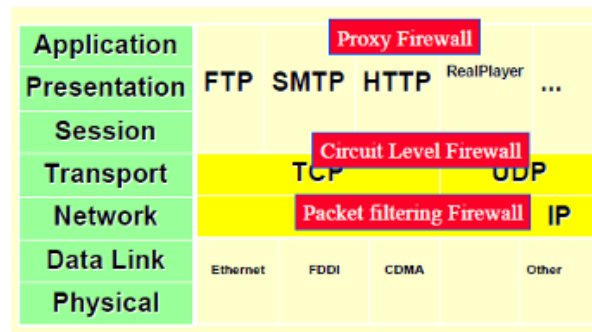 Application
Proxy Firewall
Presentation
FTP SMTP HTTP RealPlayer ...
Session
Circuit Level Firewall
Transport
TCP UDP
Network
Packet filtering Firewall IP
Data Link
Ethernet FDDI CDMA Other
Physical